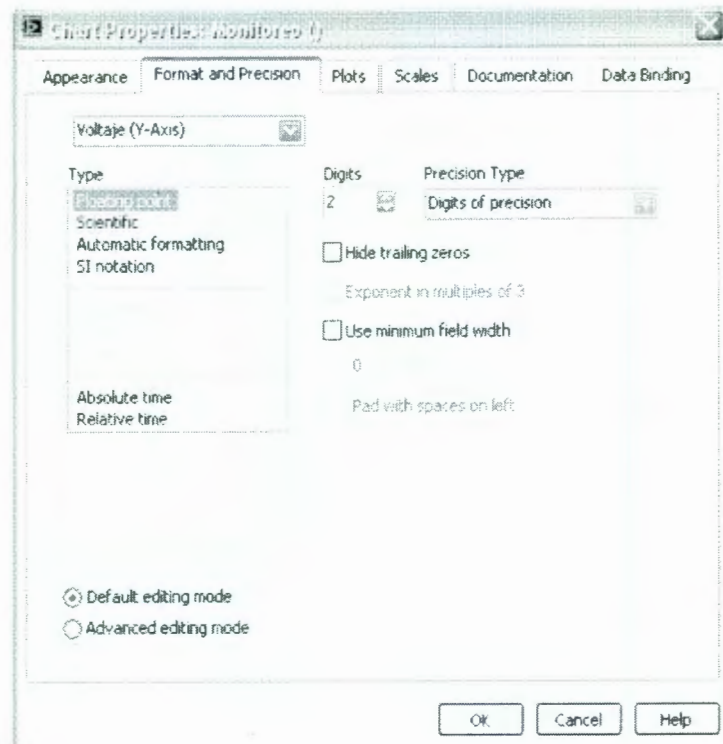 Chart Properties: Monitoreo ()
Appearance Format and Precision Plots Scales Documentation Data Binding
Voltaje (Y-Axis)
Type
Floating point
Scientific
Automatic formatting
SI notation
Absolute time
Relative time
Digits
2
Precision Type
Digits of precision
Hide trailing zeros
Exponent in multiples of 3
Use minimum field width
0
Pad with spaces on left
Default editing mode
Advanced editing mode
OK Cancel Help